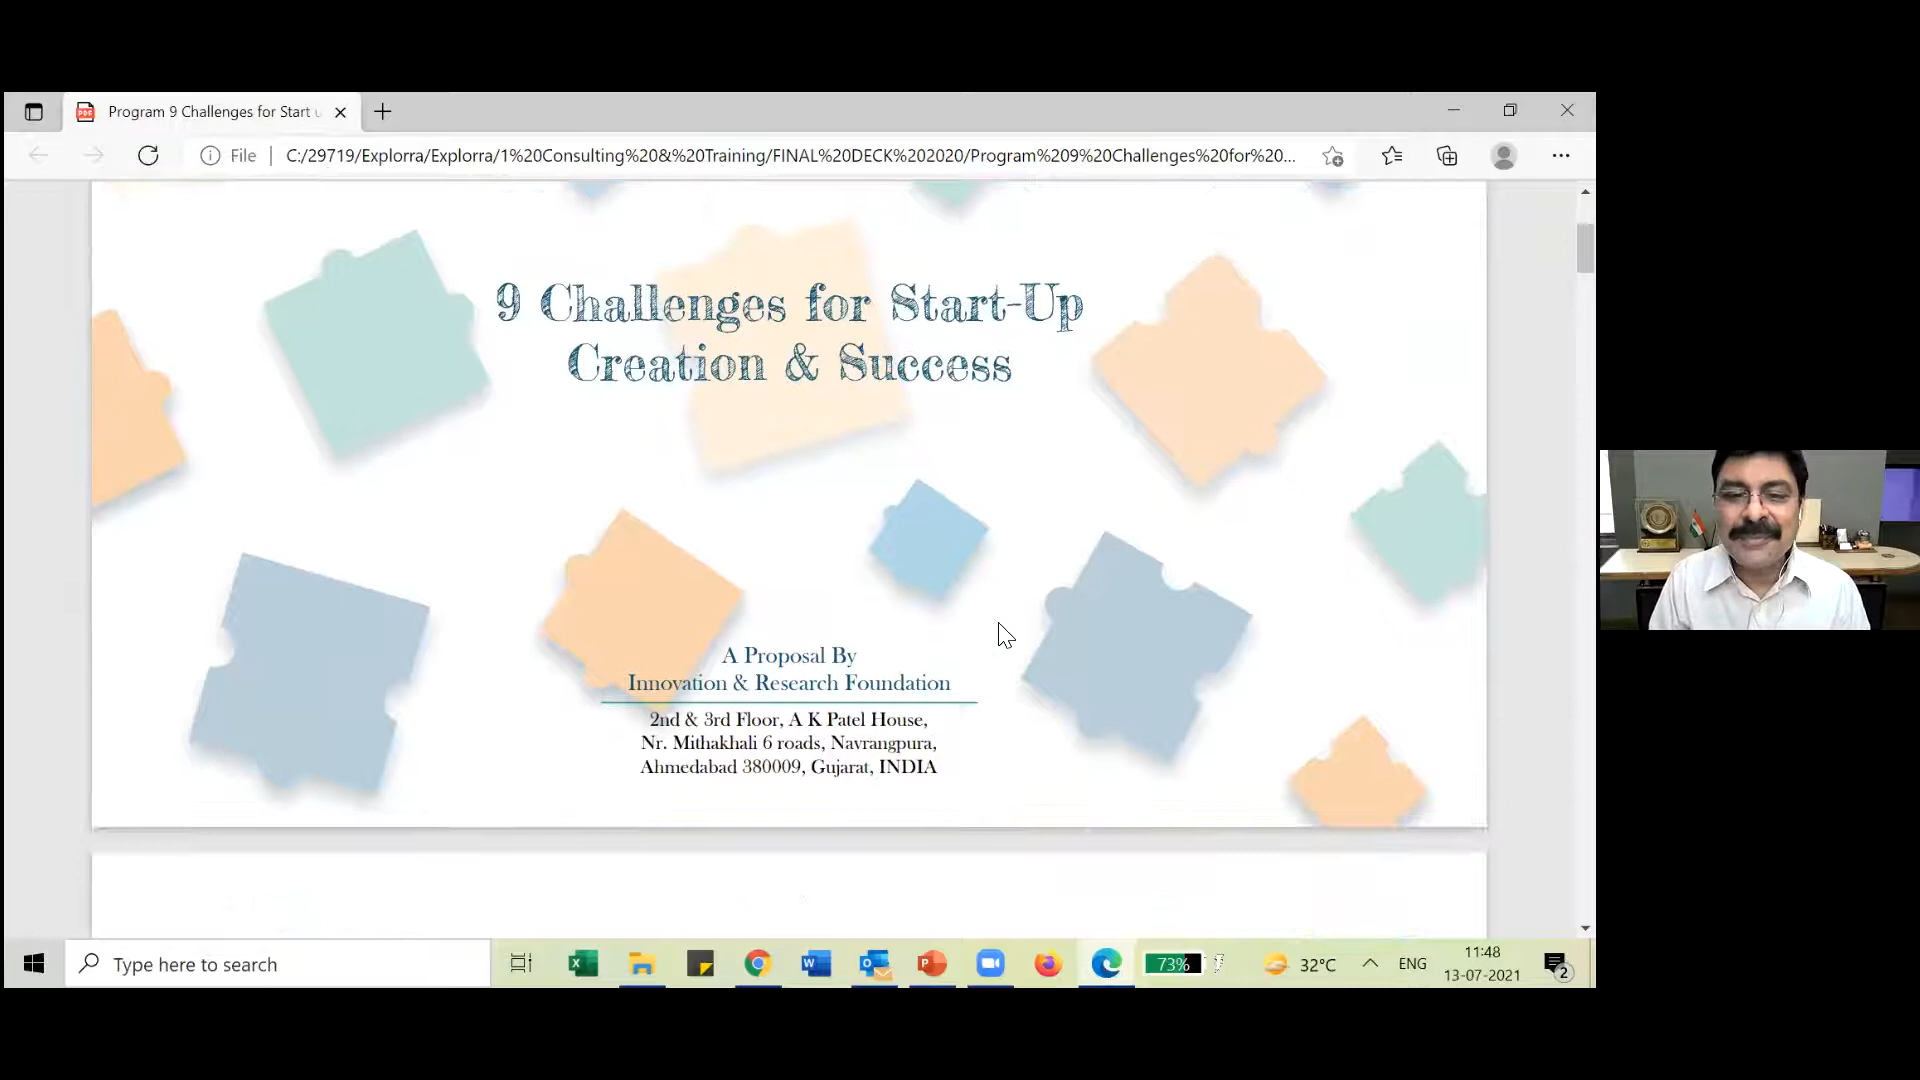 Program 9 Challenges for Start u
File
C:/29719/Explorra/Explorra/1%20Consulting%20&%20Training/FINAL%20DECK%202020/Program%209%20Challenges%20for%20...
9 Challenges for Start-Up
Creation & Success
A Proposal By
Innovation & Research Foundation
2nd & 3rd Floor, A K Patel House,
Nr. Mithakhali 6 roads, Navrangpura,
Ahmedabad 380009, Gujarat, INDIA
Type here to search
73%
32°C
ENG
11:48
13-07-2021
2